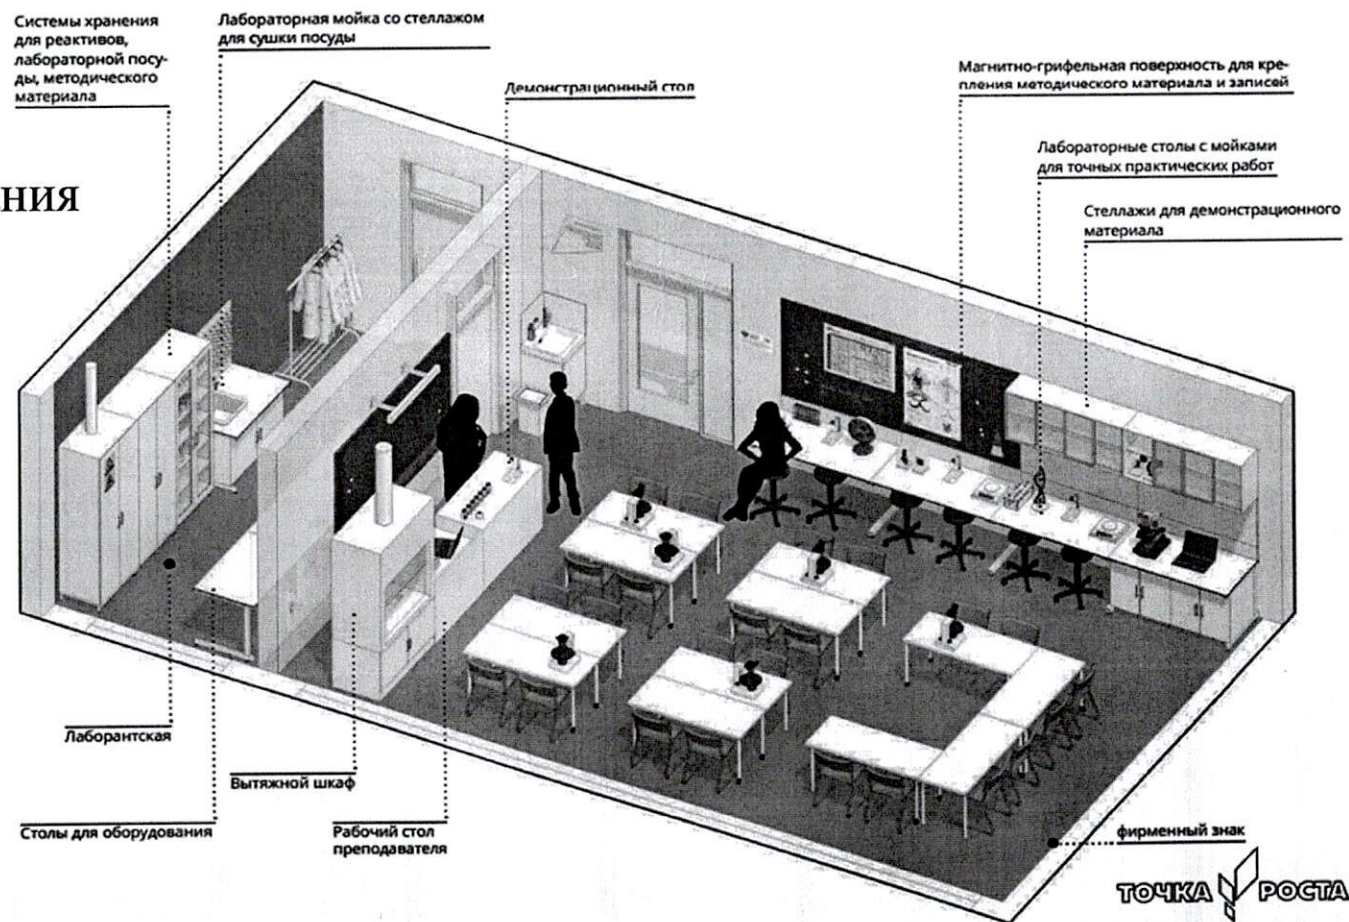 Системы хранения
для реактивов,
лабораторной посу-
ды, методического
материала
Лабораторная мойка со стеллажом
для сушки посуды
Демонстрационный стол
Магнитно-грифельная поверхность для кре-
пления методического материала и записей
Лабораторные столы с мойками
для точных практических работ
Стеллажи для демонстрационного
материала
ния
Лаборантская
Вытяжной шкаф
Столы для оборудования
Рабочий стол
преподавателя
фирменный знак
ТОЧКА РОСТА